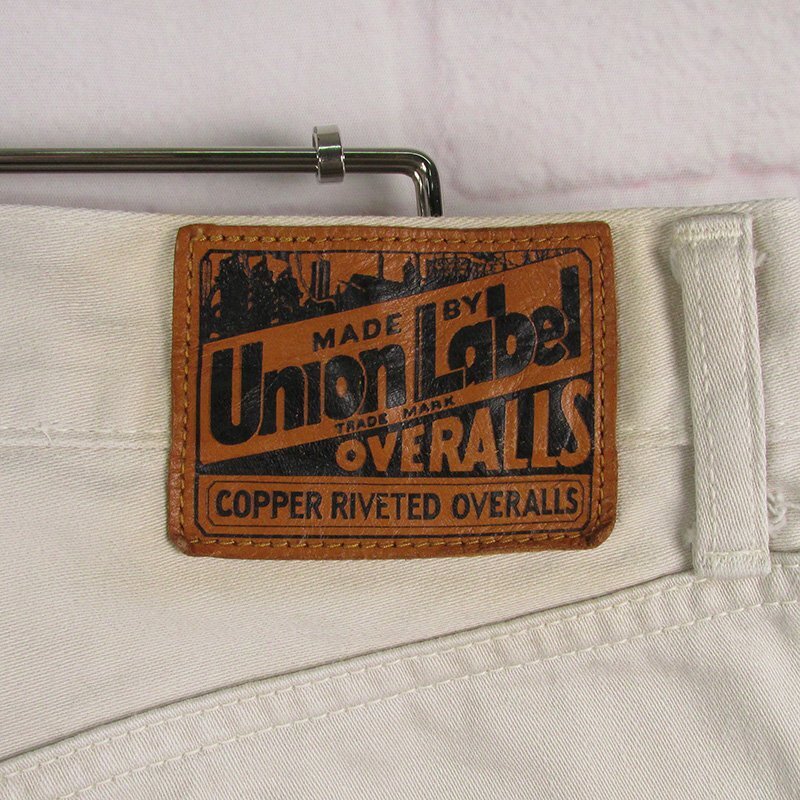 MADE BY
Union Label
TRADE MARK
OVERALLS
COPPER RIVETED OVERALLS